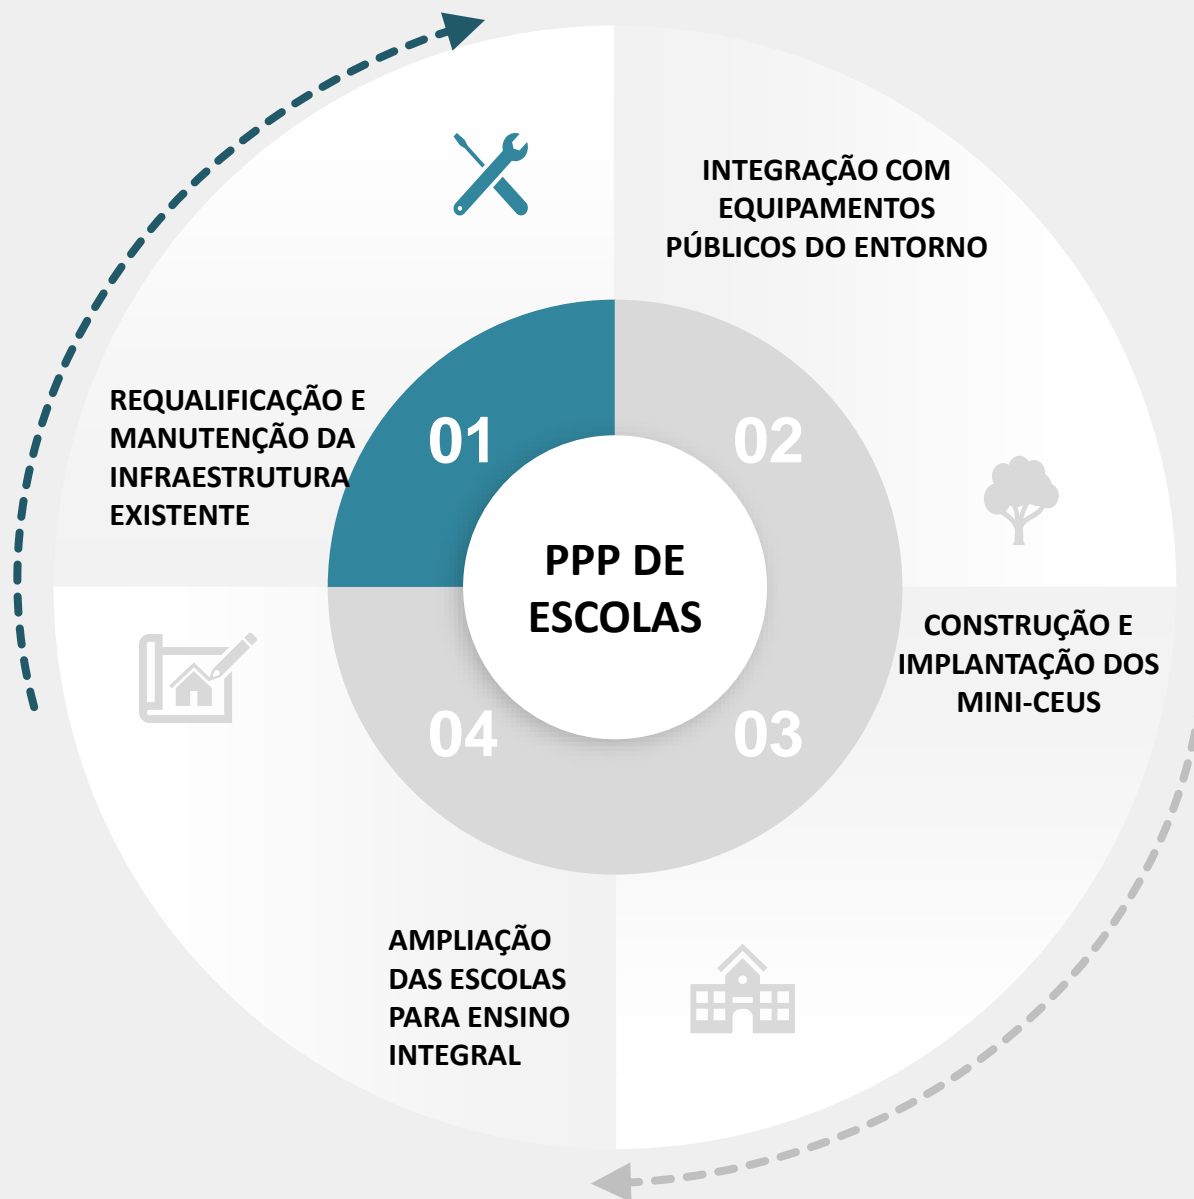 INTEGRAÇÃO COM
EQUIPAMENTOS
PÚBLICOS DO ENTORNO
REQUALIFICAÇÃO E
MANUTENÇÃO DA
INFRAESTRUTURA
EXISTENTE
01
02
PPP DE
ESCOLAS
CONSTRUÇÃO E
IMPLANTAÇÃO DOS
MINI-CEUS
04
03
AMPLIAÇÃO
DAS ESCOLAS
PARA ENSINO
INTEGRAL